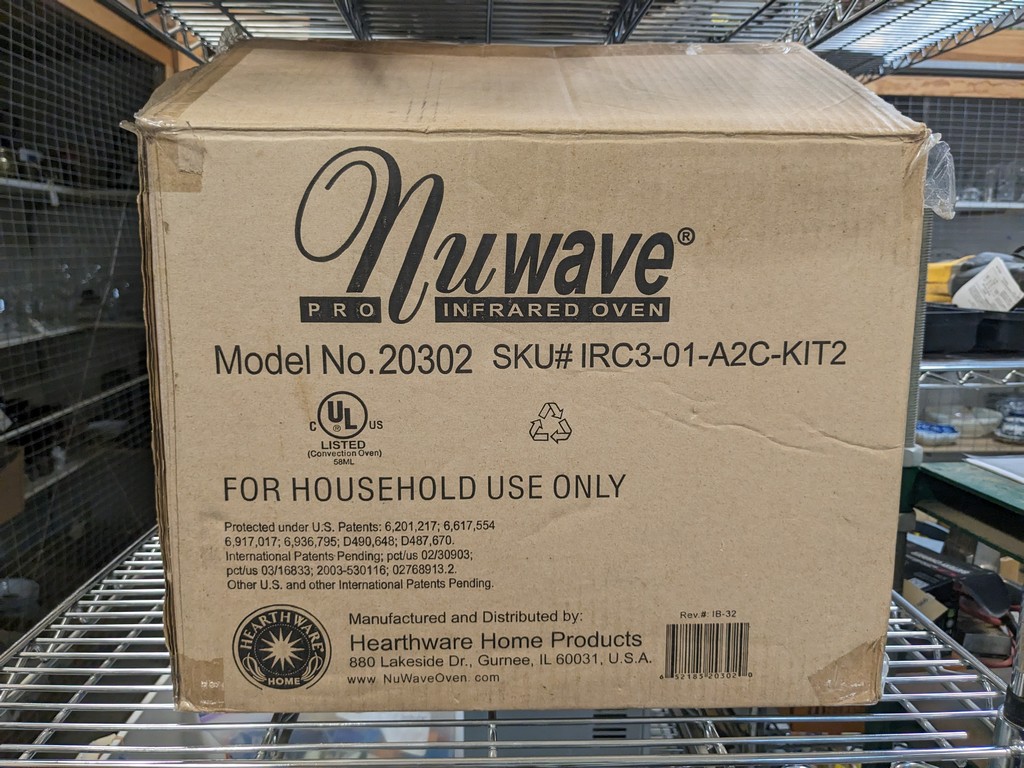 Nuwave®
PRO INFRARED OVEN
Model No. 20302 SKU# IRC3-01-A2C-KIT2
C UL ® US
LISTED
(Convection Oven)
58ML
FOR HOUSEHOLD USE ONLY
Protected under U.S. Patents: 6,201,217; 6,617,554
6,917,017; 6,936,795; D490,648; D487,670.
International Patents Pending; pct/us 02/30903;
pct/us 03/16833; 2003-530116; 02768913.2.
Other U.S. and other International Patents Pending.
HEARTHWARE
HOME
Manufactured and Distributed by:
Hearthware Home Products
880 Lakeside Dr., Gurnee, IL 60031, U.S.A.
www.NuWaveOven.com
Rev.#: IB-32
6 52185 20302 0